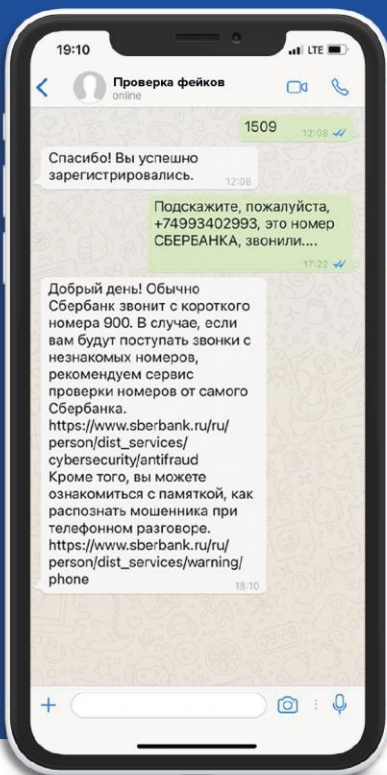 19:10
LTE
Проверка фейков
online
1509
12:08
Спасибо! Вы успешно
зарегистрировались.
12:08
Подскажите, пожалуйста,
+74993402993, это номер
СБЕРБАНКА, звонили....
17:22
Добрый день! Обычно
Сбербанк звонит с короткого
номера 900. В случае, если
вам будут поступать звонки с
незнакомых номеров,
рекомендуем сервис
проверки номеров от самого
Сбербанка.
https://www.sberbank.ru/ru/
person/dist_services/
cybersecurity/antifraud
Кроме того, вы можете
ознакомиться с памяткой, как
распознать мошенника при
телефонном разговоре.
https://www.sberbank.ru/ru/
person/dist_services/warning/
phone
18:10